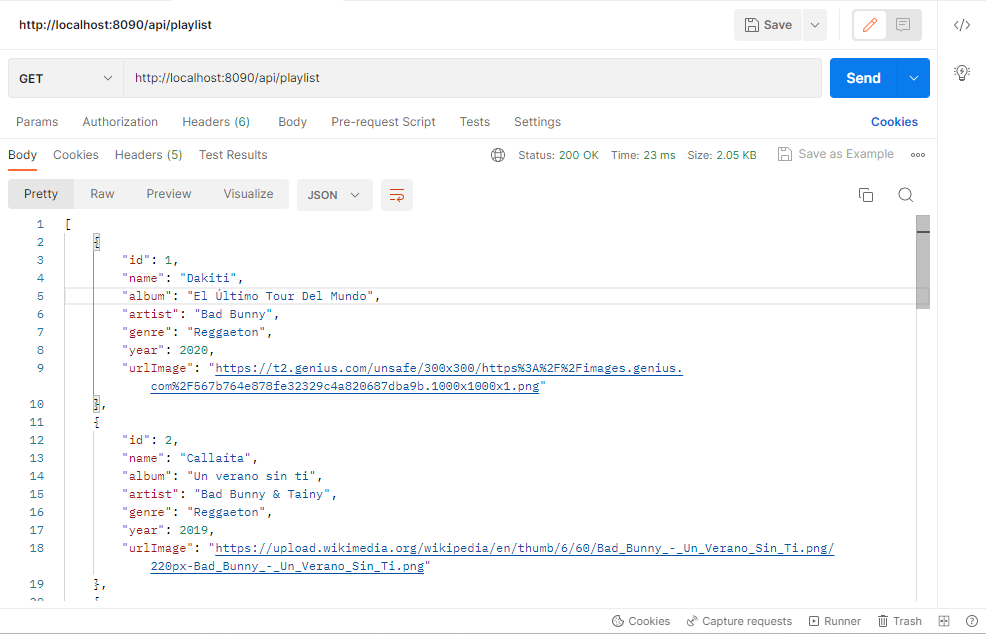 http://localhost:8090/api/playlist
Save
GET
http://localhost:8090/api/playlist
Send
Params Authorization Headers (6) Body Pre-request Script Tests Settings Cookies
Body Cookies Headers (5) Test Results Status: 200 OK Time: 23 ms Size: 2.05 KB Save as Example
Pretty Raw Preview Visualize JSON
1 [
2 {
3 "id": 1,
4 "name": "Dakiti",
5 "album": "El Último Tour Del Mundo",
6 "artist": "Bad Bunny",
7 "genre": "Reggaeton",
8 "year": 2020,
9 "urlImage": "https://t2.genius.com/unsafe/300x300/https%3A%2F%2Fimages.genius.
com%2F567b764e878fe32329c4a820687dba9b.1000x1000x1.png"
10 },
11 {
12 "id": 2,
13 "name": "Callaíta",
14 "album": "Un verano sin ti",
15 "artist": "Bad Bunny & Tainy",
16 "genre": "Reggaeton",
17 "year": 2019,
18 "urlImage": "https://upload.wikimedia.org/wikipedia/en/thumb/6/60/Bad_Bunny_-_Un_Verano_Sin_Ti.png/
220px-Bad_Bunny_-_Un_Verano_Sin_Ti.png"
19 },
Cookies Capture requests Runner Trash